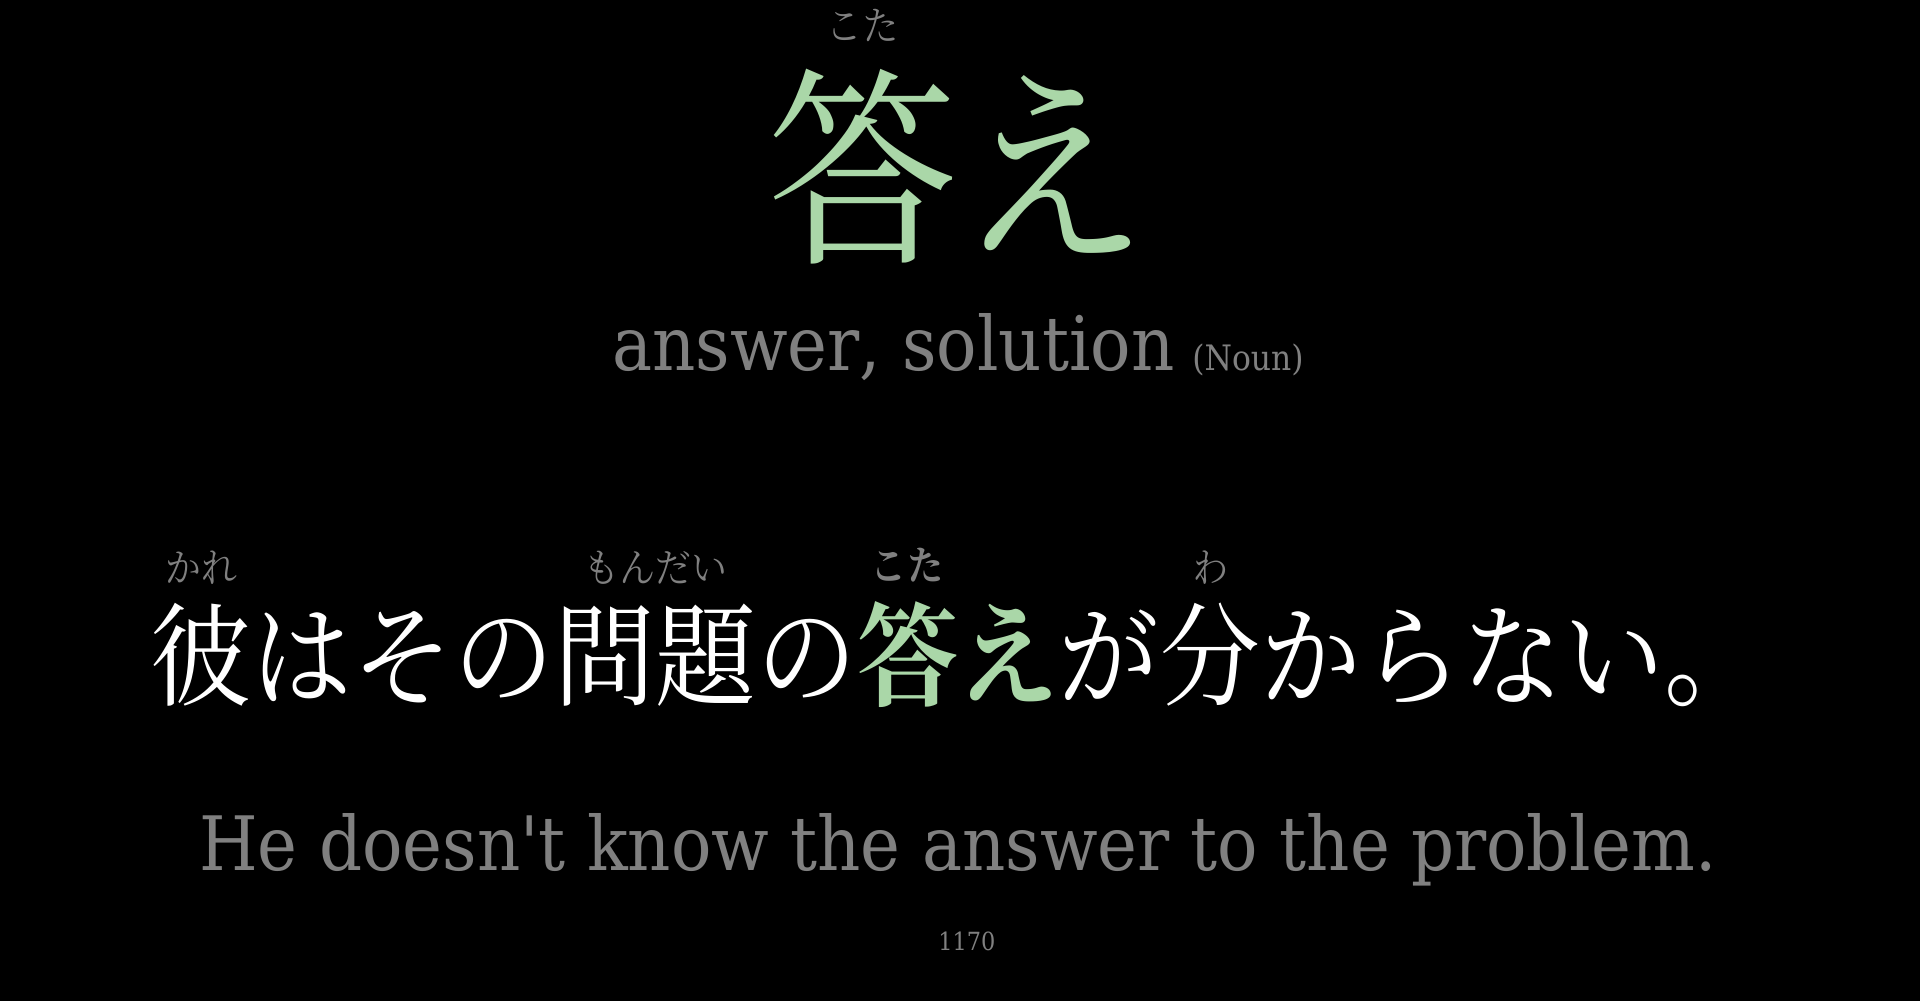 こた
答え
answer, solution (Noun)
かれ もんだい こた わ
彼はその問題の答えが分からない。
He doesn't know the answer to the problem.
1170